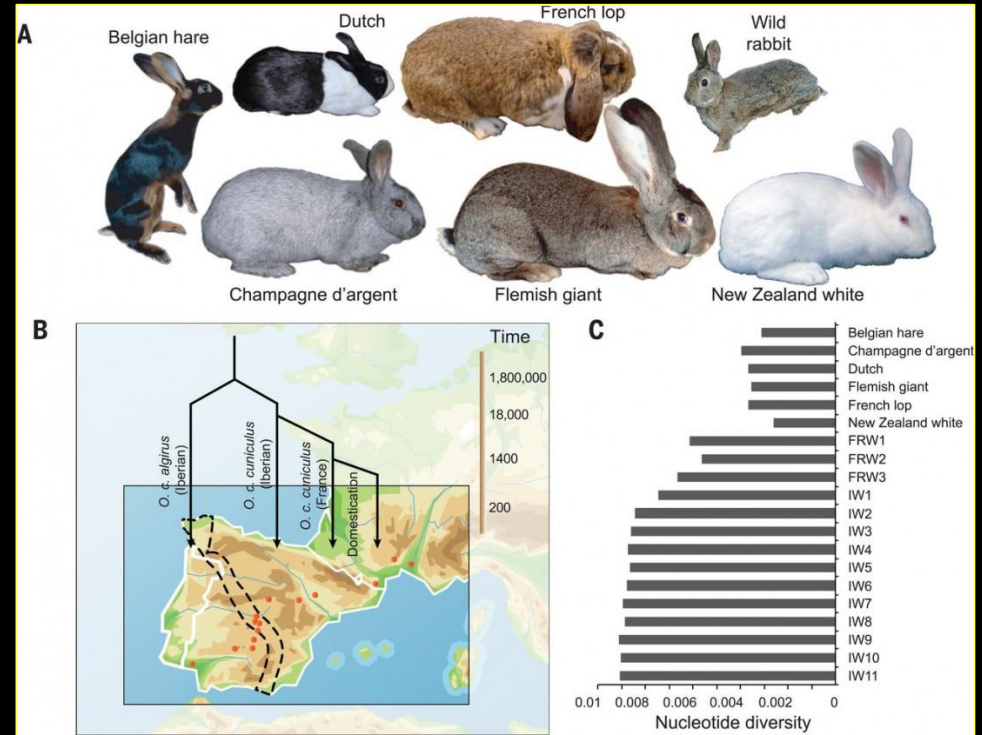 A
Belgian hare
Dutch
French lop
Wild
rabbit
Champagne d'argent
Flemish giant
New Zealand white
B
Time
1,800,000
18,000
1400
200
O. c. algirus
(Iberian)
O. c. cuniculus
(Iberian)
O. c. cuniculus
(France)
Domestication
C
Belgian hare
Champagne d'argent
Dutch
Flemish giant
French lop
New Zealand white
FRW1
FRW2
FRW3
IW1
IW2
IW3
IW4
IW5
IW6
IW7
IW8
IW9
IW10
IW11
0.01 0.008 0.006 0.004 0.002 0
Nucleotide diversity